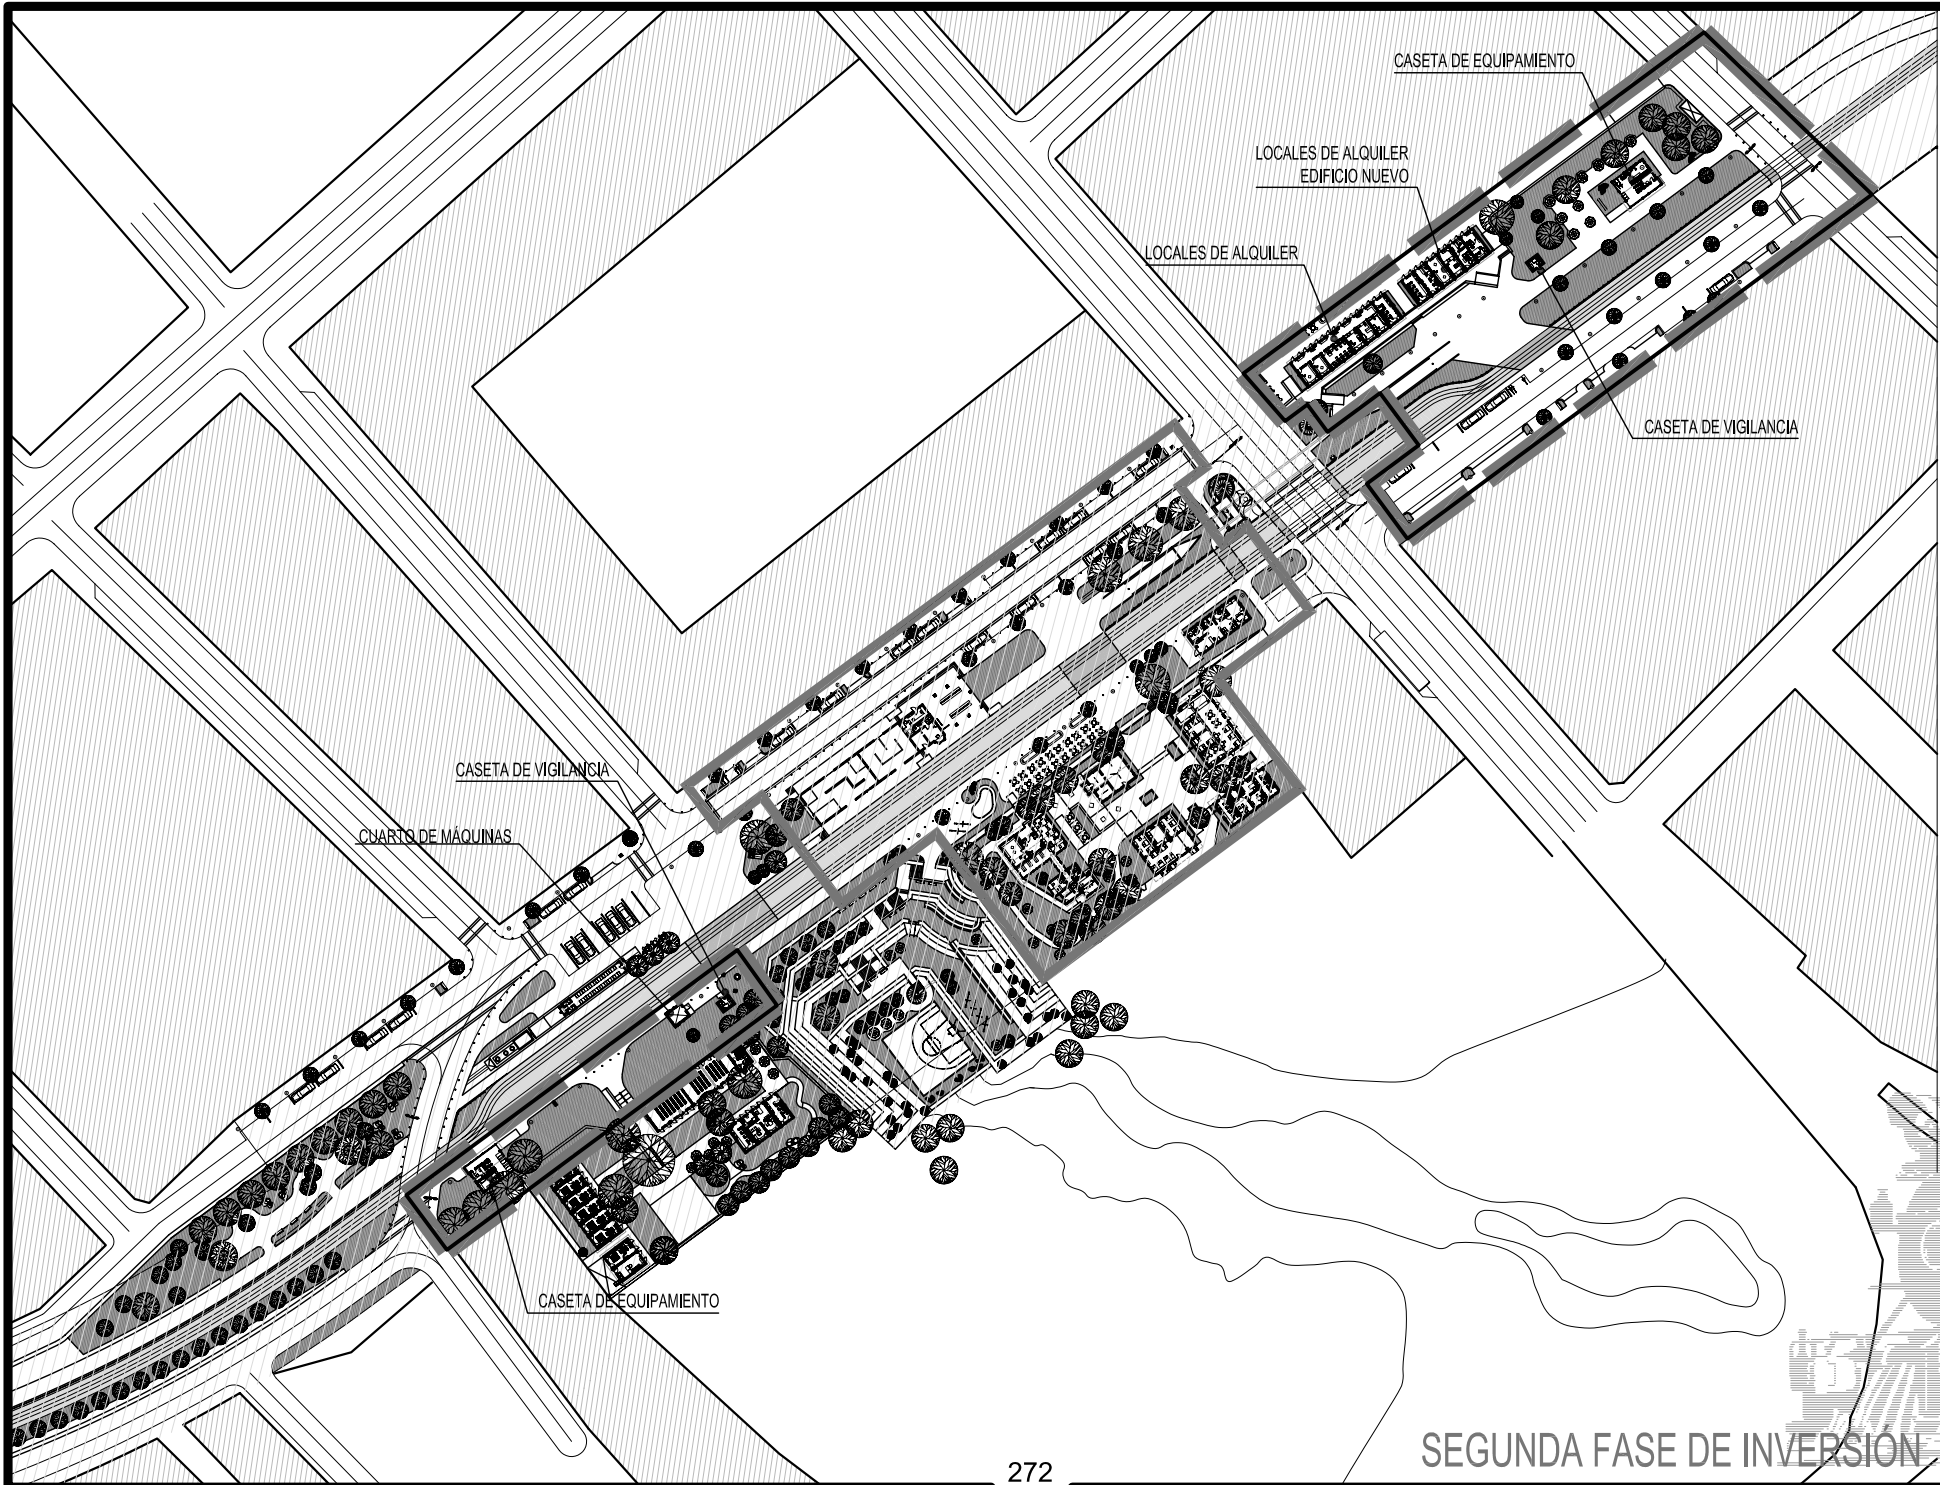 CASETA DE EQUIPAMIENTO
LOCALES DE ALQUILER
EDIFICIO NUEVO
LOCALES DE ALQUILER
CASETA DE VIGILANCIA
CASETA DE VIGILANCIA
CUARTO DE MÁQUINAS
CASETA DE EQUIPAMIENTO
SEGUNDA FASE DE INVERSIÓN
272